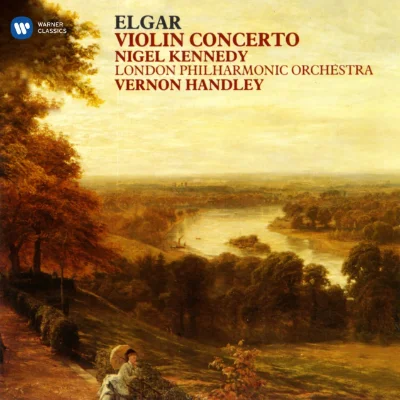 WARNER
CLASSICS
ELGAR
VIOLIN CONCERTO
NIGEL KENNEDY
LONDON PHILHARMONIC ORCHESTRA
VERNON HANDLEY